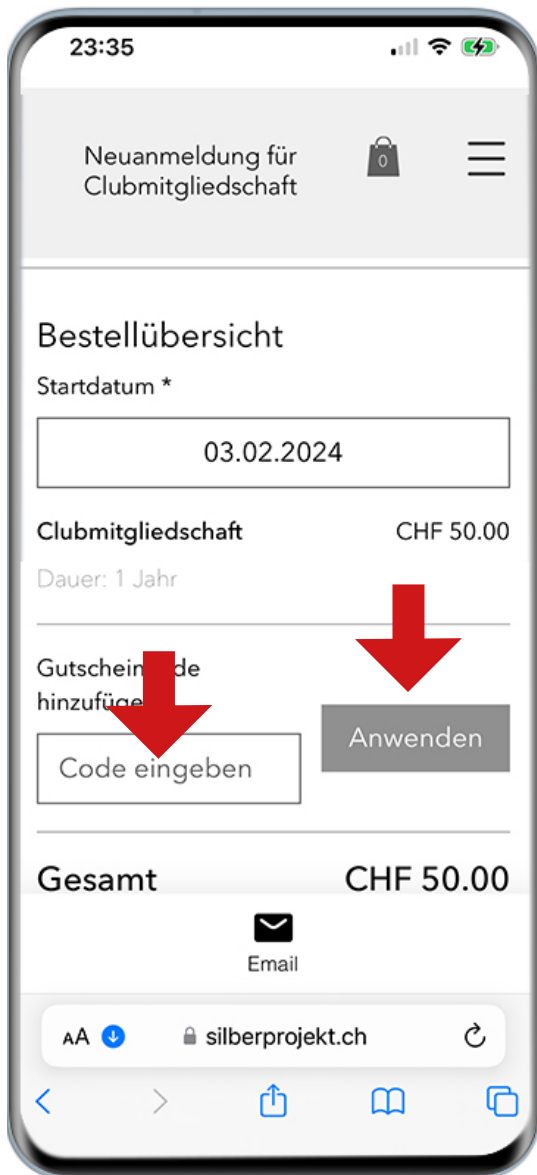 23:35
Neuanmeldung für
Clubmitgliedschaft
0
Bestellübersicht
Startdatum *
03.02.2024
Clubmitgliedschaft CHF 50.00
Dauer: 1 Jahr
hinzufüge
Code eingeben
Anwenden
Gesamt CHF 50.00
Email
AA silberprojekt.ch